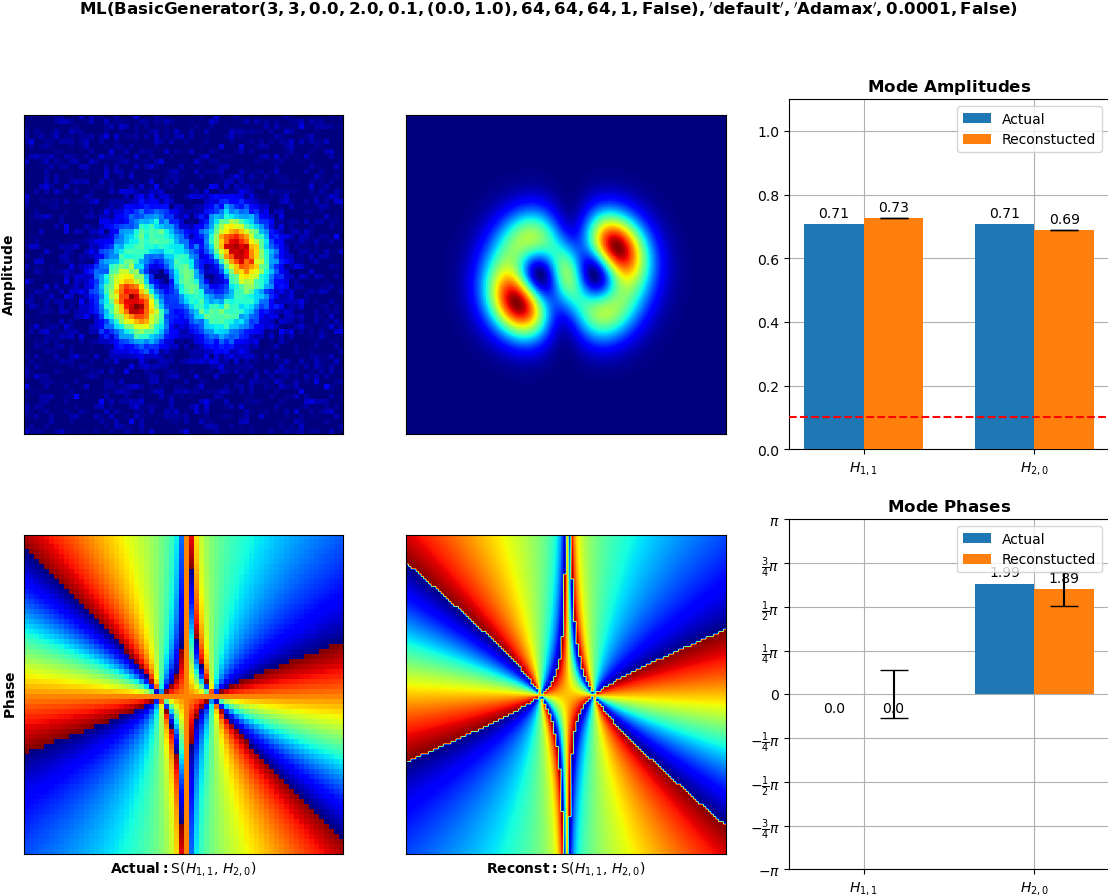 ML(BasicGenerator(3, 3, 0.0, 2.0, 0.1, (0.0, 1.0), 64, 64, 64, 1, False), ′default′, ′Adamax′, 0.0001, False)
Mode Amplitudes
Amplitude
Actual
Reconstucted
1.0
0.8
0.6
0.4
0.2
0.0
0.71
0.73
0.71
0.69
H1, 1
H2, 0
Mode Phases
Phase
Actual
Reconstucted
π
3/4π
1/2π
1/4π
0
−1/4π
−1/2π
−3/4π
−π
0.0
0.0
1.99
1.89
H1, 1
H2, 0
Actual: S(H1, 1, H2, 0)
Reconst: S(H1, 1, H2, 0)